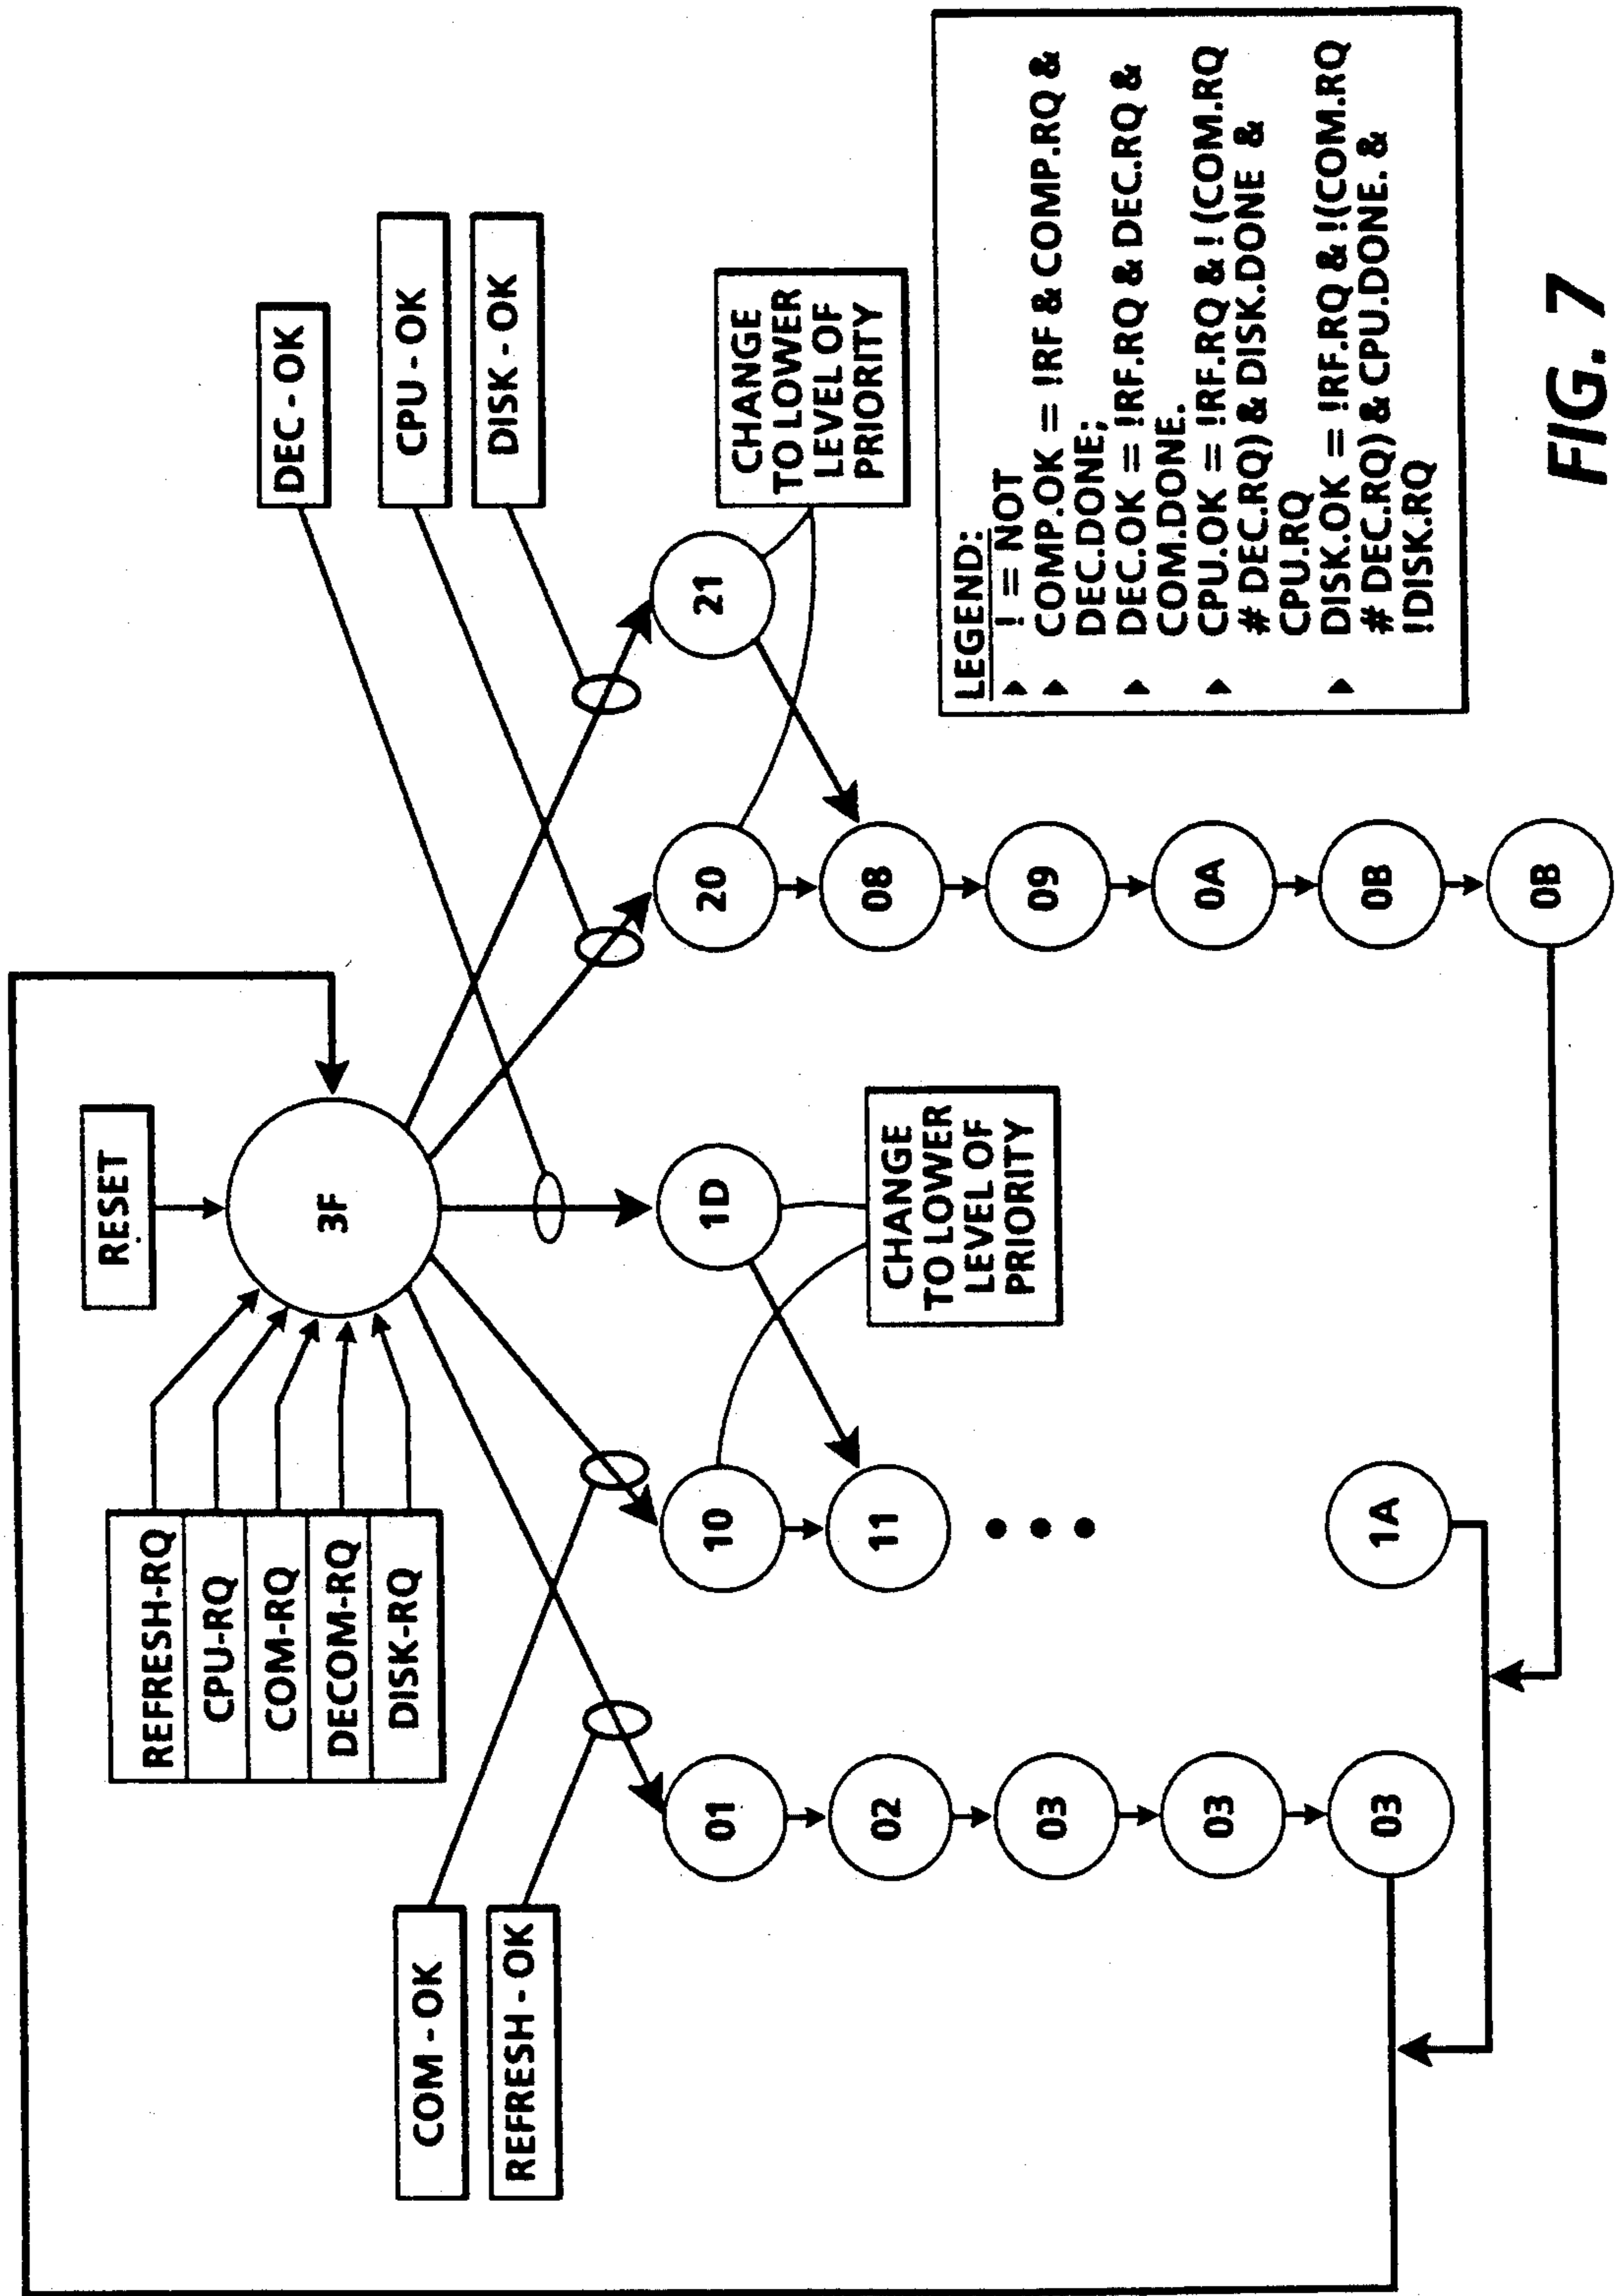 RESET
REFRESH-RQ
CPU-RQ
COM-RQ
DECOM-RQ
DISK-RQ
3F
DEC - OK
CPU - OK
DISK - OK
COM - OK
REFRESH - OK
01
10
1D
20
21
CHANGE
TO LOWER
LEVEL OF
PRIORITY
02
11
CHANGE
TO LOWER
LEVEL OF
PRIORITY
08
03
09
03
0A
03
1A
0B
0B
LEGEND:
! = NOT
COMP.OK = !RF & COMP.RQ &
DEC.DONE;
DEC.OK = !RF.RQ & DEC.RQ &
COM.DONE.
CPU.OK = !RF.RQ & ! (COM.RQ
# DEC.RQ) & DISK.DONE &
CPU.RQ
DISK.OK = !RF.RQ & !(COM.RQ
# DEC.RQ) & CPU.DONE. &
!DISK.RQ
FIG. 7